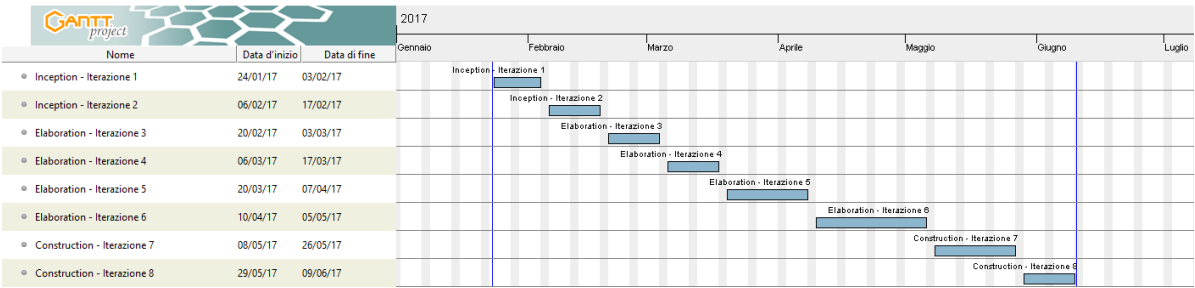 GANTT
project
2017
Nome Data d'inizio Data di fine
Gennaio Febbraio Marzo Aprile Maggio Giugno Luglio
Inception - Iterazione 1 24/01/17 03/02/17
Inception - Iterazione 1
Inception - Iterazione 2 06/02/17 17/02/17
Inception - Iterazione 2
Elaboration - Iterazione 3 20/02/17 03/03/17
Elaboration - Iterazione 3
Elaboration - Iterazione 4 06/03/17 17/03/17
Elaboration - Iterazione 4
Elaboration - Iterazione 5 20/03/17 07/04/17
Elaboration - Iterazione 5
Elaboration - Iterazione 6 10/04/17 05/05/17
Elaboration - Iterazione 6
Construction - Iterazione 7 08/05/17 26/05/17
Construction - Iterazione 7
Construction - Iterazione 8 29/05/17 09/06/17
Construction - Iterazione 8